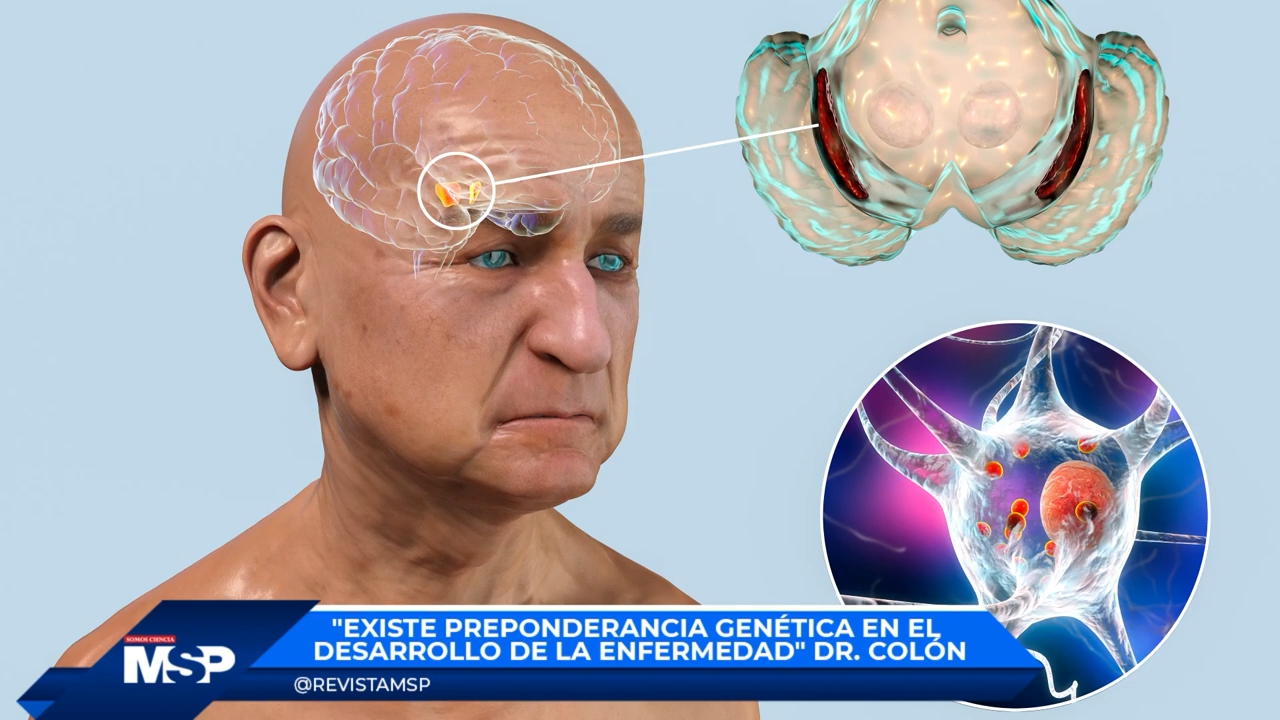 "EXISTE PREPONDERANCIA GENÉTICA EN EL
DESARROLLO DE LA ENFERMEDAD" DR. COLÓN
SOMOS CIENCIA
MSP
@REVISTAMSP